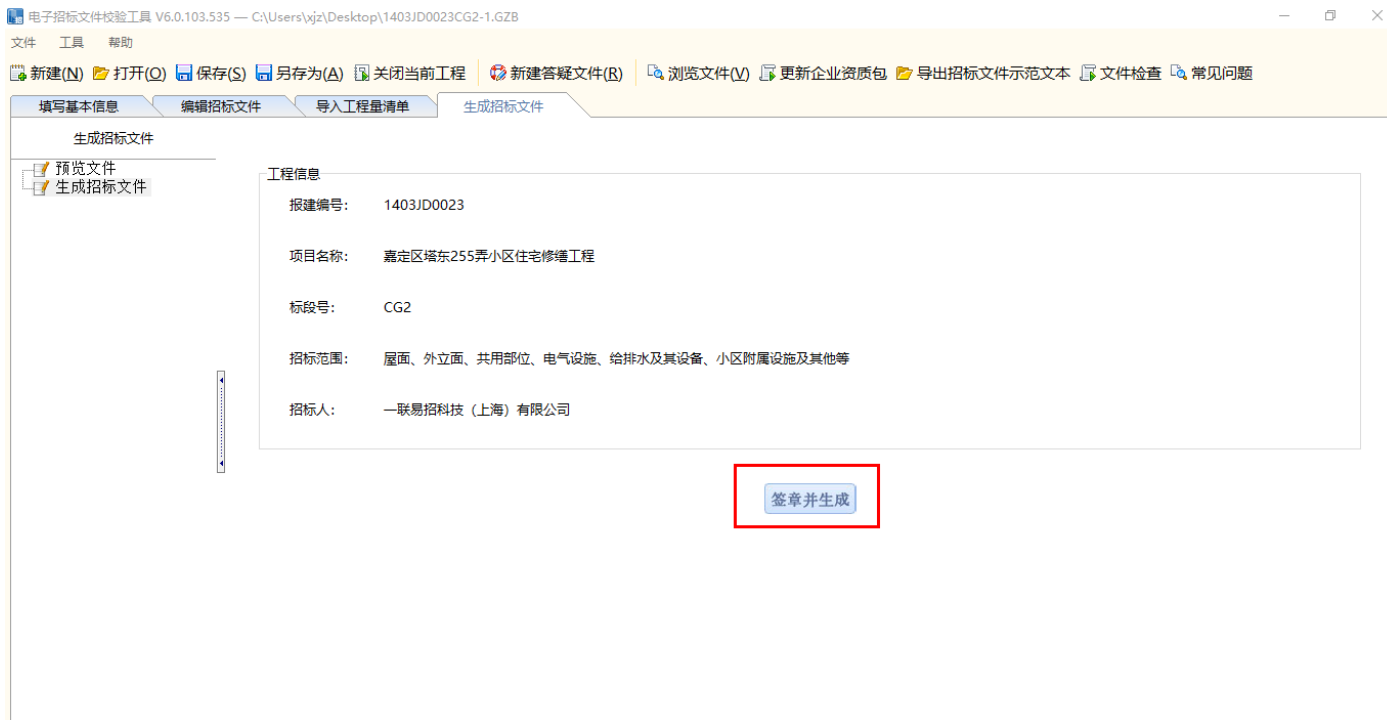 电子招标文件校验工具 V6.0.103.535 — C:\Users\xjz\Desktop\1403JD0023CG2-1.GZB
文件 工具 帮助
新建(N) 打开(O) 保存(S) 另存为(A) 关闭当前工程 新建答疑文件(R) 浏览文件(V) 更新企业资质包 导出招标文件示范文本 文件检查 常见问题
填写基本信息 编辑招标文件 导入工程量清单 生成招标文件
生成招标文件
预览文件
生成招标文件
工程信息
报建编号： 1403JD0023
项目名称： 嘉定区塔东255弄小区住宅修缮工程
标段号： CG2
招标范围： 屋面、外立面、共用部位、电气设施、给排水及其设备、小区附属设施及其他等
招标人： 一联易招科技（上海）有限公司
签章并生成